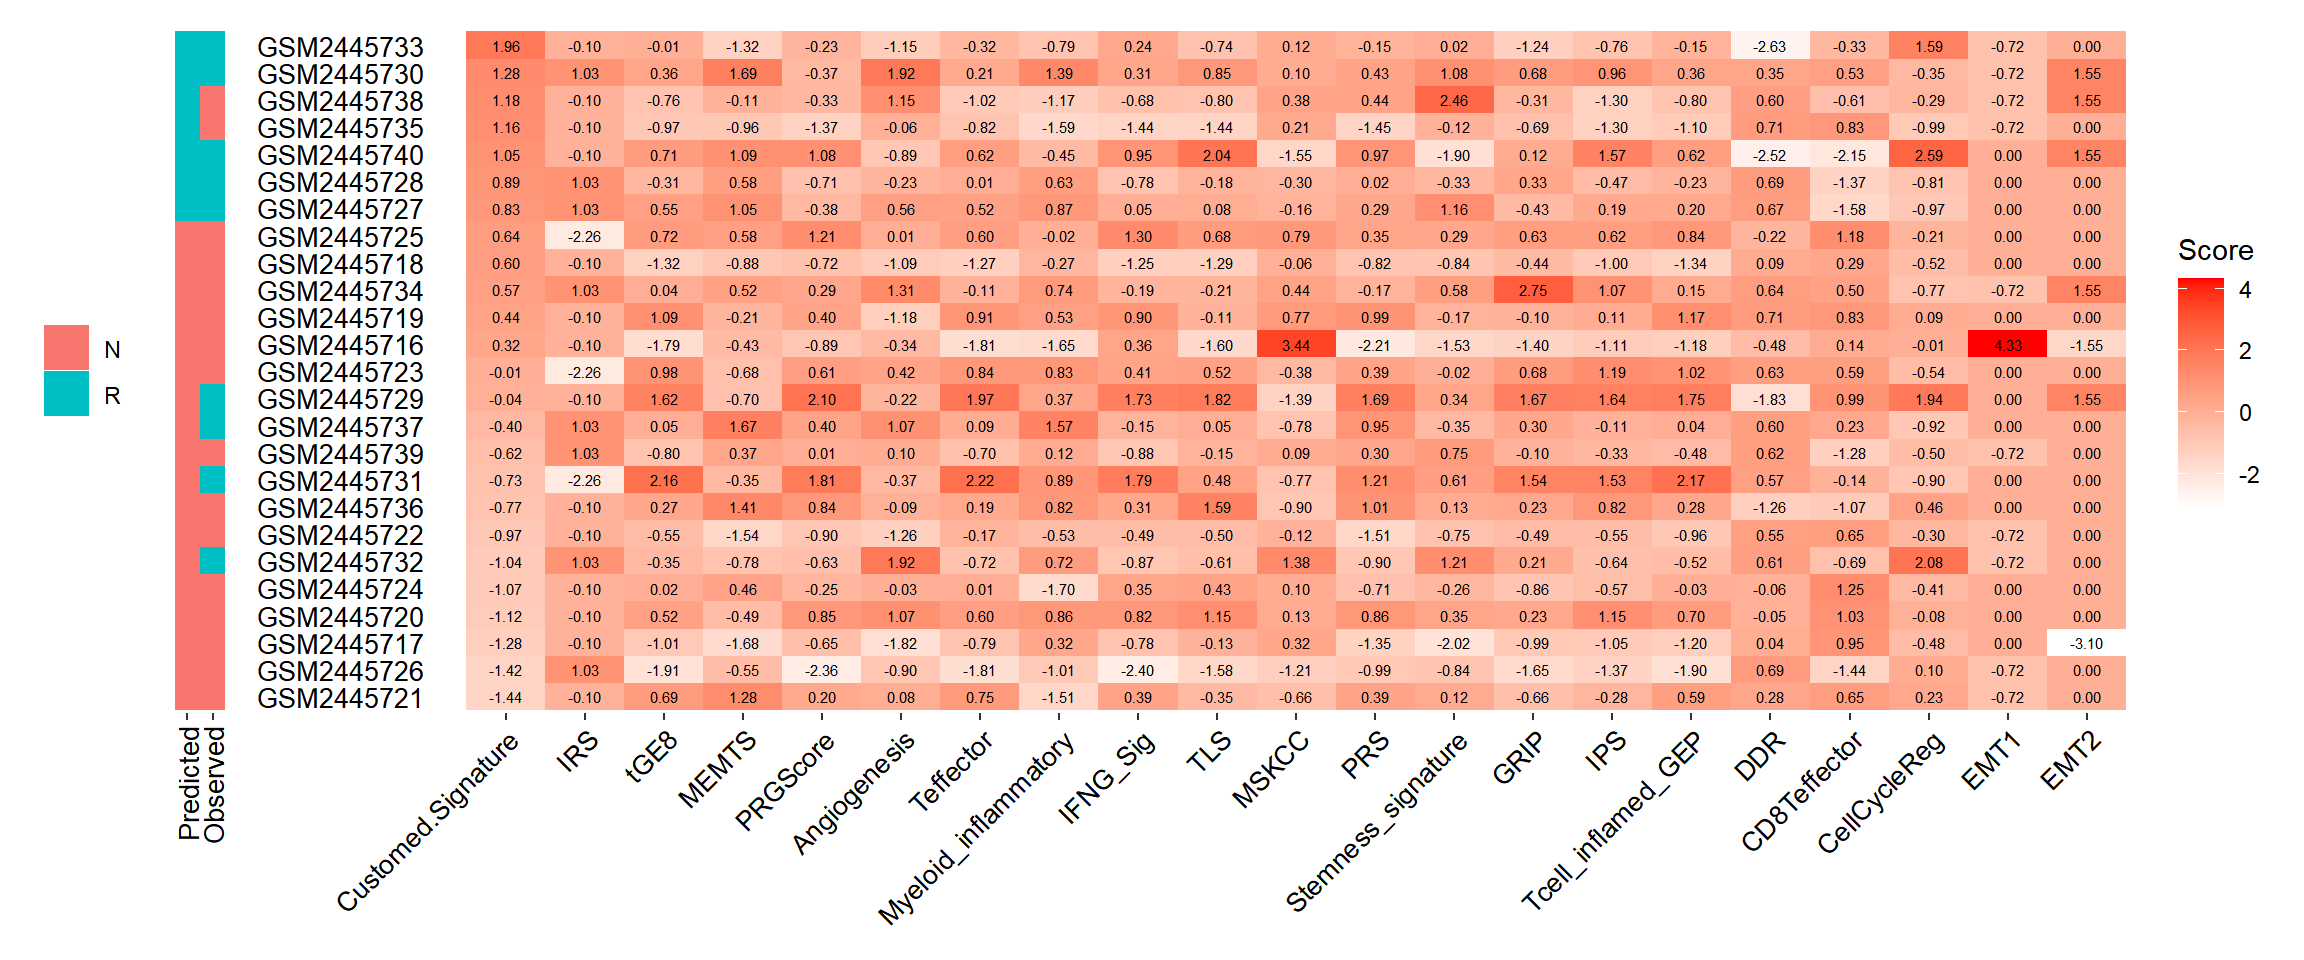 GSM2445733 1.96 -0.10 -0.01 -1.32 -0.23 -1.15 -0.32 -0.79 0.24 -0.74 0.12 -0.15 0.02 -1.24 -0.76 -0.15 -2.63 -0.33 1.59 -0.72 0.00
GSM2445730 1.28 1.03 0.36 1.69 -0.37 1.92 0.21 1.39 0.31 0.85 0.10 0.43 1.08 0.68 0.96 0.36 0.35 0.53 -0.35 -0.72 1.55
GSM2445738 1.18 -0.10 -0.76 -0.11 -0.33 1.15 -1.02 -1.17 -0.68 -0.80 0.38 0.44 2.46 -0.31 -1.30 -0.80 0.60 -0.61 -0.29 -0.72 1.55
GSM2445735 1.16 -0.10 -0.97 -0.96 -1.37 -0.06 -0.82 -1.59 -1.44 -1.44 0.21 -1.45 -0.12 -0.69 -1.30 -1.10 0.71 0.83 -0.99 -0.72 0.00
GSM2445740 1.05 -0.10 0.71 1.09 1.08 -0.89 0.62 -0.45 0.95 2.04 -1.55 0.97 -1.90 0.12 1.57 0.62 -2.52 -2.15 2.59 0.00 1.55
GSM2445728 0.89 1.03 -0.31 0.58 -0.71 -0.23 0.01 0.63 -0.78 -0.18 -0.30 0.02 -0.33 0.33 -0.47 -0.23 0.69 -1.37 -0.81 0.00 0.00
GSM2445727 0.83 1.03 0.55 1.05 -0.38 0.56 0.52 0.87 0.05 0.08 -0.16 0.29 1.16 -0.43 0.19 0.20 0.67 -1.58 -0.97 0.00 0.00
GSM2445725 0.64 -2.26 0.72 0.58 1.21 0.01 0.60 -0.02 1.30 0.68 0.79 0.35 0.29 0.63 0.62 0.84 -0.22 1.18 -0.21 0.00 0.00
GSM2445718 0.60 -0.10 -1.32 -0.88 -0.72 -1.09 -1.27 -0.27 -1.25 -1.29 -0.06 -0.82 -0.84 -0.44 -1.00 -1.34 0.09 0.29 -0.52 0.00 0.00
GSM2445734 0.57 1.03 0.04 0.52 0.29 1.31 -0.11 0.74 -0.19 -0.21 0.44 -0.17 0.58 2.75 1.07 0.15 0.64 0.50 -0.77 -0.72 1.55
GSM2445719 0.44 -0.10 1.09 -0.21 0.40 -1.18 0.91 0.53 0.90 -0.11 0.77 0.99 -0.17 -0.10 0.11 1.17 0.71 0.83 0.09 0.00 0.00
GSM2445716 0.32 -0.10 -1.79 -0.43 -0.89 -0.34 -1.81 -1.65 0.36 -1.60 3.44 -2.21 -1.53 -1.40 -1.11 -1.18 -0.48 0.14 -0.01 4.33 -1.55
GSM2445723 -0.01 -2.26 0.98 -0.68 0.61 0.42 0.84 0.83 0.41 0.52 -0.38 0.39 -0.02 0.68 1.19 1.02 0.63 0.59 -0.54 0.00 0.00
GSM2445729 -0.04 -0.10 1.62 -0.70 2.10 -0.22 1.97 0.37 1.73 1.82 -1.39 1.69 0.34 1.67 1.64 1.75 -1.83 0.99 1.94 0.00 1.55
GSM2445737 -0.40 1.03 0.05 1.67 0.40 1.07 0.09 1.57 -0.15 0.05 -0.78 0.95 -0.35 0.30 -0.11 0.04 0.60 0.23 -0.92 0.00 0.00
GSM2445739 -0.62 1.03 -0.80 0.37 0.01 0.10 -0.70 0.12 -0.88 -0.15 0.09 0.30 0.75 -0.10 -0.33 -0.48 0.62 -1.28 -0.50 -0.72 0.00
GSM2445731 -0.73 -2.26 2.16 -0.35 1.81 -0.37 2.22 0.89 1.79 0.48 -0.77 1.21 0.61 1.54 1.53 2.17 0.57 -0.14 -0.90 0.00 0.00
GSM2445736 -0.77 -0.10 0.27 1.41 0.84 -0.09 0.19 0.82 0.31 1.59 -0.90 1.01 0.13 0.23 0.82 0.28 -1.26 -1.07 0.46 0.00 0.00
GSM2445722 -0.97 -0.10 -0.55 -1.54 -0.90 -1.26 -0.17 -0.53 -0.49 -0.50 -0.12 -1.51 -0.75 -0.49 -0.55 -0.96 0.55 0.65 -0.30 -0.72 0.00
GSM2445732 -1.04 1.03 -0.35 -0.78 -0.63 1.92 -0.72 0.72 -0.87 -0.61 1.38 -0.90 1.21 0.21 -0.64 -0.52 0.61 -0.69 2.08 -0.72 0.00
GSM2445724 -1.07 -0.10 0.02 0.46 -0.25 -0.03 0.01 -1.70 0.35 0.43 0.10 -0.71 -0.26 -0.86 -0.57 -0.03 -0.06 1.25 -0.41 0.00 0.00
GSM2445720 -1.12 -0.10 0.52 -0.49 0.85 1.07 0.60 0.86 0.82 1.15 0.13 0.86 0.35 0.23 1.15 0.70 -0.05 1.03 -0.08 0.00 0.00
GSM2445717 -1.28 -0.10 -1.01 -1.68 -0.65 -1.82 -0.79 0.32 -0.78 -0.13 0.32 -1.35 -2.02 -0.99 -1.05 -1.20 0.04 0.95 -0.48 0.00 -3.10
GSM2445726 -1.42 1.03 -1.91 -0.55 -2.36 -0.90 -1.81 -1.01 -2.40 -1.58 -1.21 -0.99 -0.84 -1.65 -1.37 -1.90 0.69 -1.44 0.10 -0.72 0.00
GSM2445721 -1.44 -0.10 0.69 1.28 0.20 0.08 0.75 -1.51 0.39 -0.35 -0.66 0.39 0.12 -0.66 -0.28 0.59 0.28 0.65 0.23 -0.72 0.00
N
R
Predicted
Observed
Customed.Signature
IRS
tGE8
MEMTS
PRGScore
Angiogenesis
Teffector
Myeloid_inflammatory
IFNG_Sig
TLS
MSKCC
PRS
Stemness_signature
GRIP
IPS
Tcell_inflamed_GEP
DDR
CD8Teffector
CellCycleReg
EMT1
EMT2
Score
4
2
0
-2